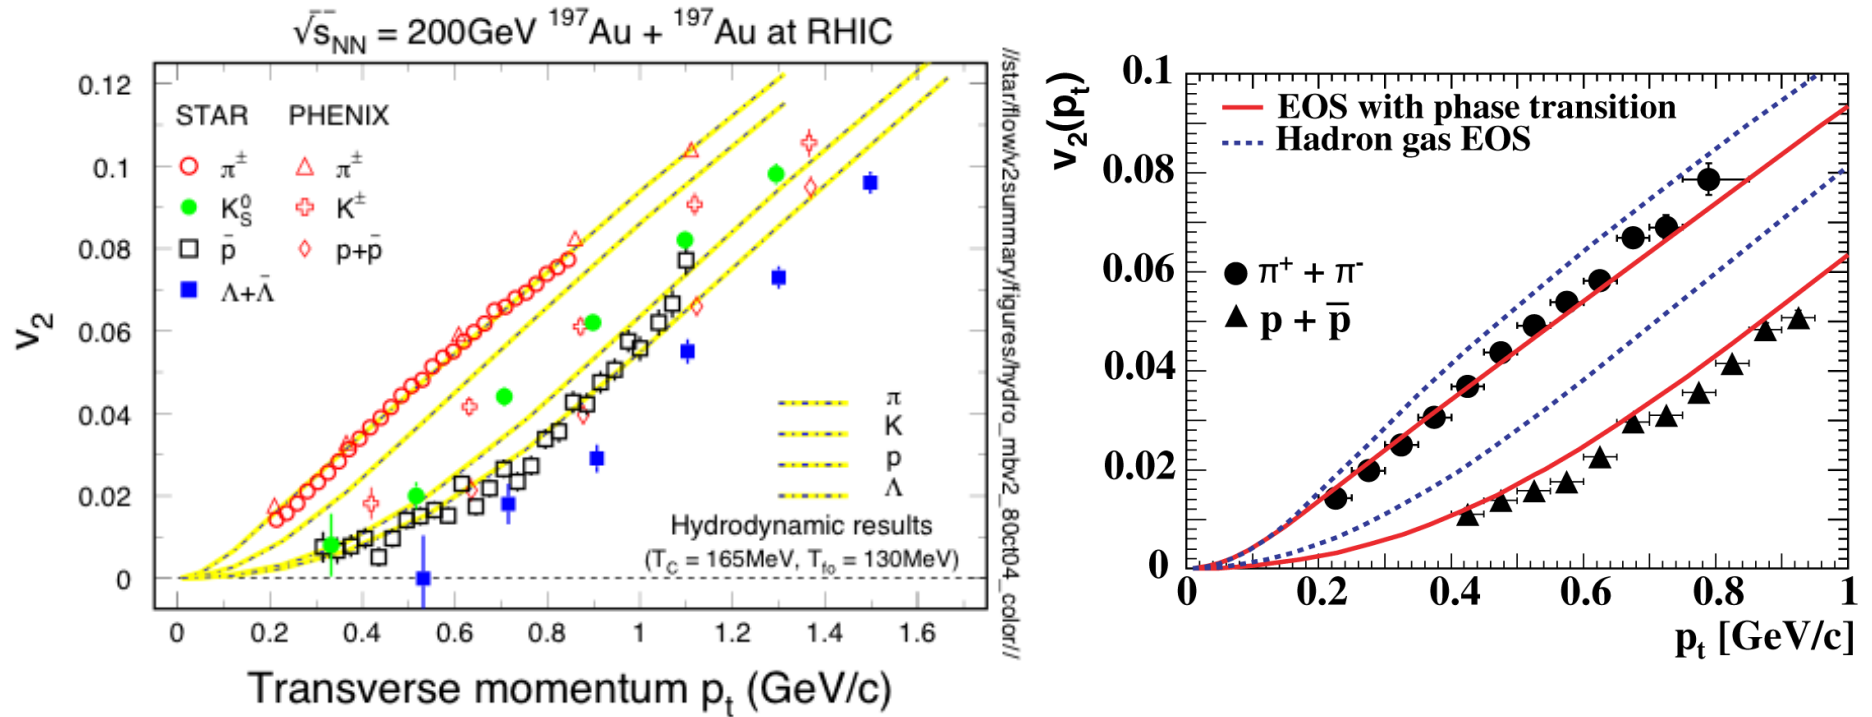 √s̅NN = 200GeV ¹⁹⁷Au + ¹⁹⁷Au at RHIC
STAR PHENIX
π± π±
K⁰S K±
p̄ p+p̄
Λ+Λ̄
0.12
0.1
0.08
0.06
0.04
0.02
0
v₂
π
K
p
Λ
Hydrodynamic results
(TC = 165MeV, Tfo = 130MeV)
0 0.2 0.4 0.6 0.8 1 1.2 1.4 1.6
Transverse momentum pt (GeV/c)
//star/flow/v2summary/figures/hydro_mbv2_80ct04_color//
v₂(pt)
0.1
0.08
0.06
0.04
0.02
0
EOS with phase transition
Hadron gas EOS
π⁺ + π⁻
p + p̄
0 0.2 0.4 0.6 0.8 1
pt [GeV/c]